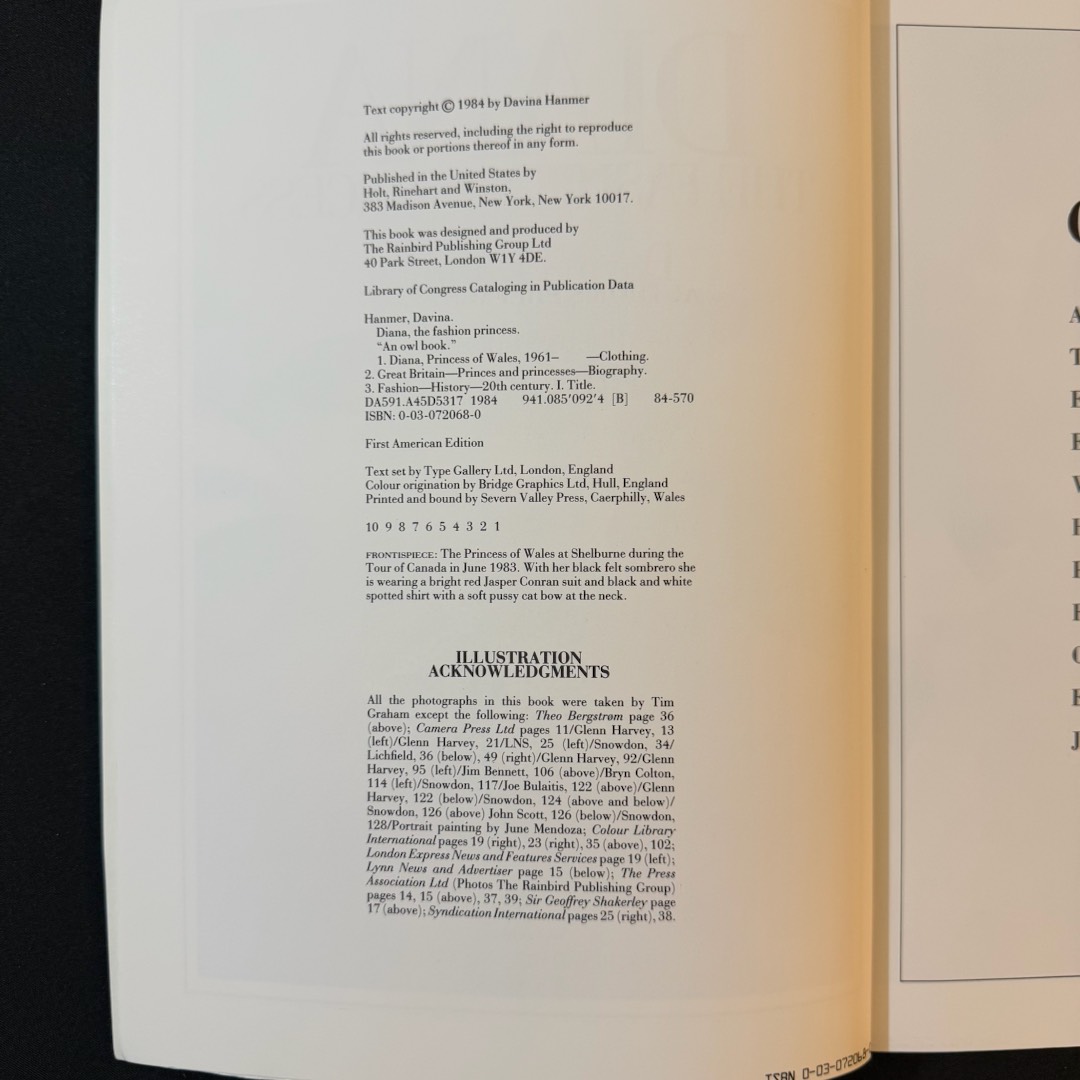 Text copyright © 1984 by Davina Hanmer
All rights reserved, including the right to reproduce
this book or portions thereof in any form.
Published in the United States by
Holt, Rinehart and Winston,
383 Madison Avenue, New York, New York 10017.
This book was designed and produced by
The Rainbird Publishing Group Ltd
40 Park Street, London W1Y 4DE.
Library of Congress Cataloging in Publication Data
Hanmer, Davina.
Diana, the fashion princess.
“An owl book.”
1. Diana, Princess of Wales, 1961– —Clothing.
2. Great Britain—Princes and princesses—Biography.
3. Fashion—History—20th century. I. Title.
DA591.A45D5317 1984 941.085′092′4 [B] 84-570
ISBN: 0-03-072068-0
First American Edition
Text set by Type Gallery Ltd, London, England
Colour origination by Bridge Graphics Ltd, Hull, England
Printed and bound by Severn Valley Press, Caerphilly, Wales
10 9 8 7 6 5 4 3 2 1
FRONTISPIECE: The Princess of Wales at Shelburne during the
Tour of Canada in June 1983. With her black felt sombrero she
is wearing a bright red Jasper Conran suit and black and white
spotted shirt with a soft pussy cat bow at the neck.
ILLUSTRATION
ACKNOWLEDGMENTS
All the photographs in this book were taken by Tim
Graham except the following: Theo Bergstrøm page 36
(above); Camera Press Ltd pages 11/Glenn Harvey, 13
(left)/Glenn Harvey, 21/LNS, 25 (left)/Snowdon, 34/
Lichfield, 36 (below), 49 (right)/Glenn Harvey, 92/Glenn
Harvey, 95 (left)/Jim Bennett, 106 (above)/Bryn Colton,
114 (left)/Snowdon, 117/Joe Bulaitis, 122 (above)/Glenn
Harvey, 122 (below)/Snowdon, 124 (above and below)/
Snowdon, 126 (above) John Scott, 126 (below)/Snowdon,
128/Portrait painting by June Mendoza; Colour Library
International pages 19 (right), 23 (right), 35 (above), 102;
London Express News and Features Services page 19 (left);
Lynn News and Advertiser page 15 (below); The Press
Association Ltd (Photos The Rainbird Publishing Group)
pages 14, 15 (above), 37, 39; Sir Geoffrey Shakerley page
17 (above); Syndication International pages 25 (right), 38.
ISBN 0-03-072068-